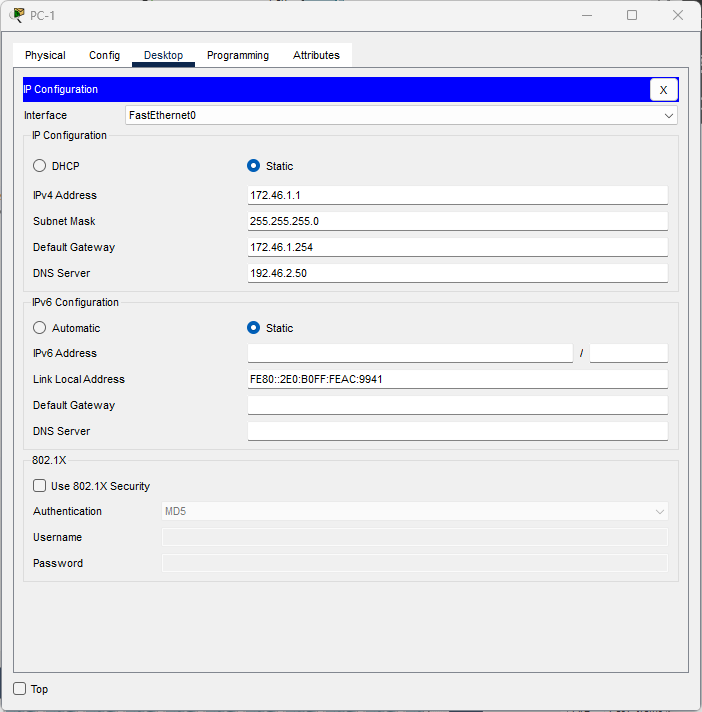 PC-1
Physical Config Desktop Programming Attributes
IP Configuration X
Interface FastEthernet0
IP Configuration
DHCP Static
IPv4 Address 172.46.1.1
Subnet Mask 255.255.255.0
Default Gateway 172.46.1.254
DNS Server 192.46.2.50
IPv6 Configuration
Automatic Static
IPv6 Address /
Link Local Address FE80::2E0:B0FF:FEAC:9941
Default Gateway
DNS Server
802.1X
Use 802.1X Security
Authentication MD5
Username
Password
Top